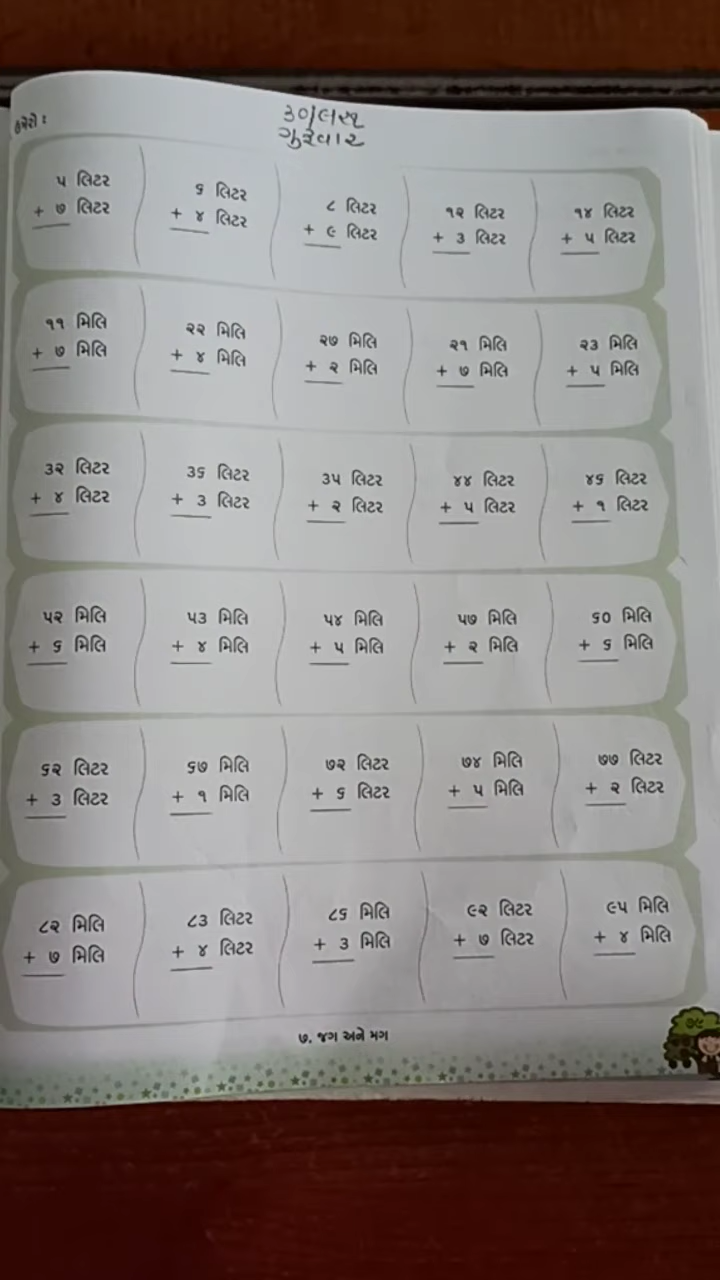 ૩૦/૯/૨૧
ગુરૂવાર
૫ લિટર ૬ લિટર ૮ લિટર ૧૨ લિટર ૧૪ લિટર
+ ૭ લિટર + ૪ લિટર + ૯ લિટર + ૩ લિટર + ૫ લિટર
૧૧ મિલિ ૨૨ મિલિ ૨૭ મિલિ ૨૧ મિલિ ૨૩ મિલિ
+ ૭ મિલિ + ૪ મિલિ + ૨ મિલિ + ૭ મિલિ + ૫ મિલિ
૩૨ લિટર ૩૬ લિટર ૩૫ લિટર ૪૪ લિટર ૪૬ લિટર
+ ૪ લિટર + ૩ લિટર + ૨ લિટર + ૫ લિટર + ૧ લિટર
૫૨ મિલિ ૫૩ મિલિ ૫૪ મિલિ ૫૭ મિલિ ૬૦ મિલિ
+ ૬ મિલિ + ૪ મિલિ + ૫ મિલિ + ૨ મિલિ + ૬ મિલિ
૬૨ લિટર ૬૭ મિલિ ૭૨ લિટર ૭૪ મિલિ ૭૭ લિટર
+ ૩ લિટર + ૧ મિલિ + ૬ લિટર + ૫ મિલિ + ૨ લિટર
૮૨ મિલિ ૮૩ લિટર ૮૬ મિલિ ૯૨ લિટર ૯૫ મિલિ
+ ૭ મિલિ + ૪ લિટર + ૩ મિલિ + ૭ લિટર + ૪ મિલિ
૭. જગ અને મગ
૭૯